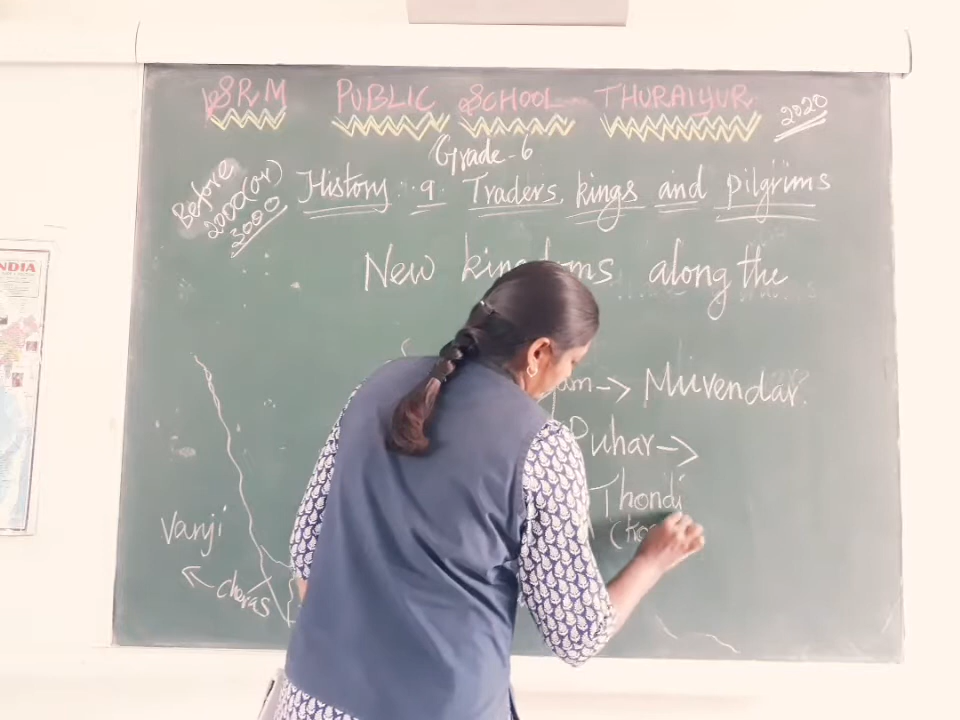 SRM PUBLIC SCHOOL THURAIYUR 2020
Grade-6
Before
2000 (or)
3000
History 9 Traders, kings and pilgrims
New kingdoms along the
INDIA
→ Muvendar.
Puhar →
Thondi
Vanji
← cheras